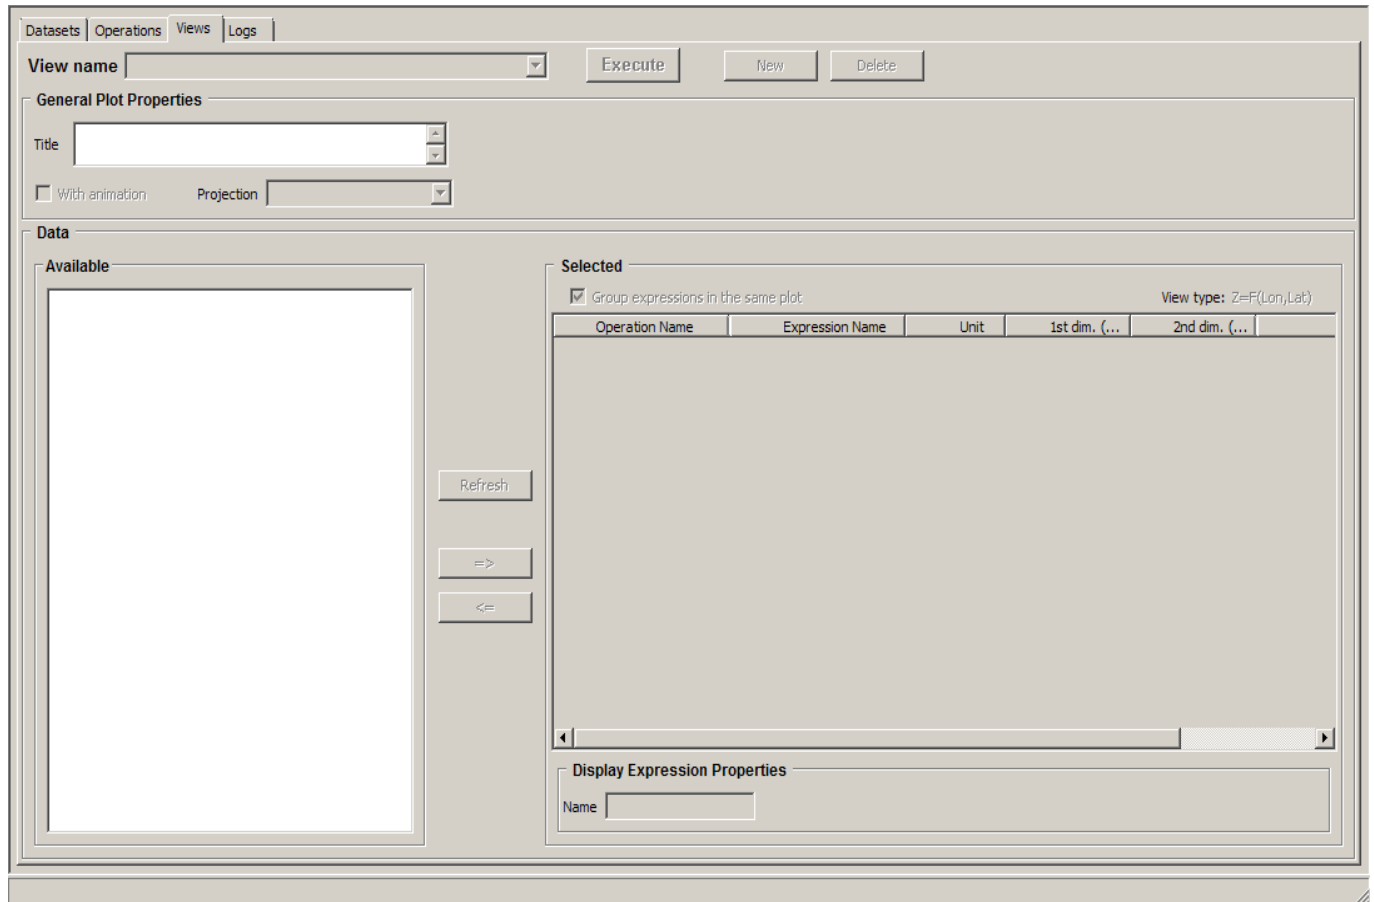 Datasets Operations Views Logs
View name Execute New Delete
General Plot Properties
Title
With animation Projection
Data
Available
Selected
Group expressions in the same plot View type: Z=F(Lon,Lat)
Operation Name Expression Name Unit 1st dim. (... 2nd dim. (...
Refresh
=>
<=
Display Expression Properties
Name